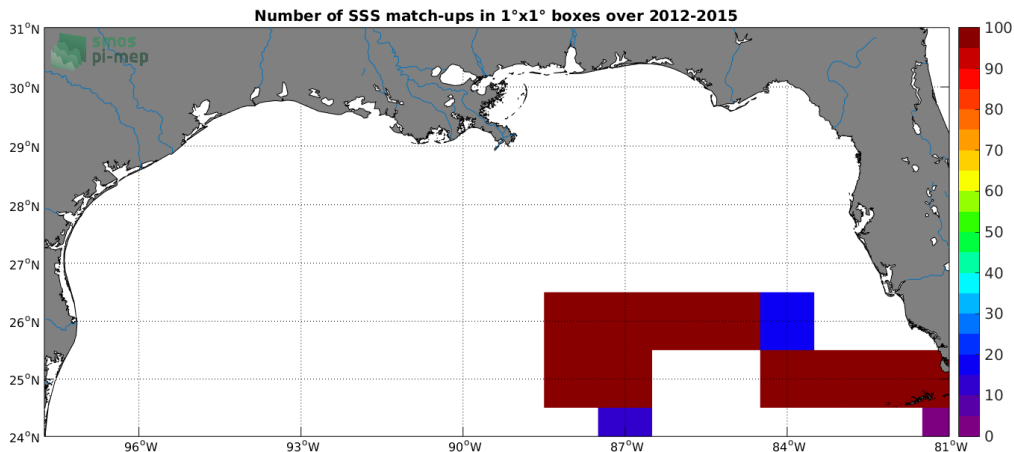 Number of SSS match-ups in 1°x1° boxes over 2012-2015
smos
pi-mep
31°N
30°N
29°N
28°N
27°N
26°N
25°N
24°N
96°W
93°W
90°W
87°W
84°W
81°W
100
90
80
70
60
50
40
30
20
10
0